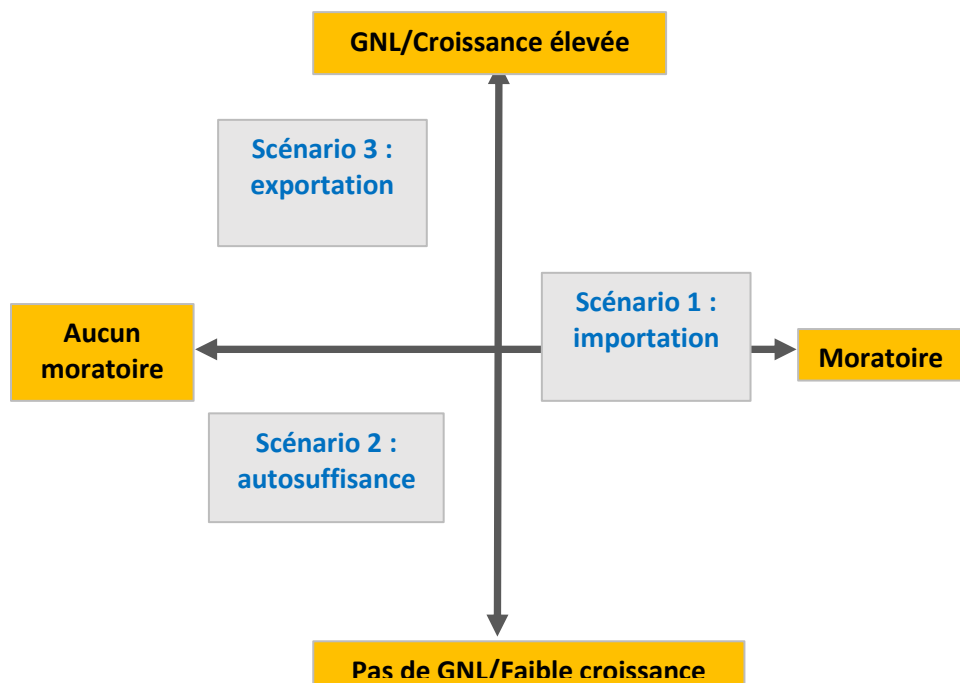 GNL/Croissance élevée
Scénario 3 :
exportation
Scénario 1 :
importation
Aucun
moratoire
Moratoire
Scénario 2 :
autosuffisance
Pas de GNL/Faible croissance